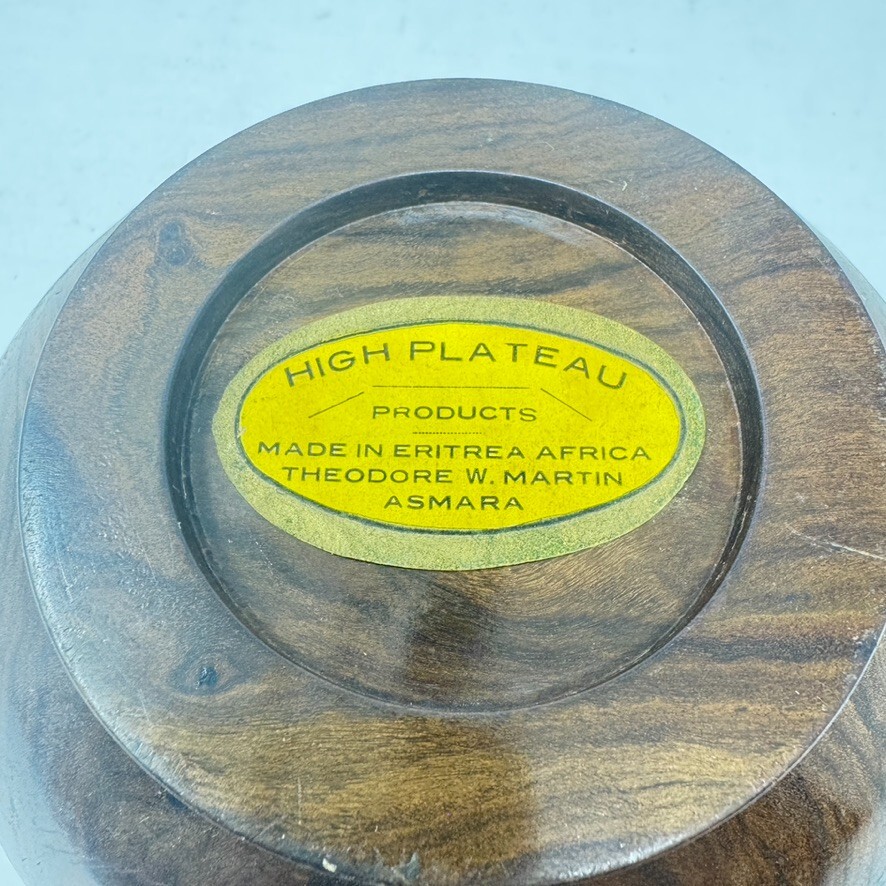 HIGH PLATEAU
PRODUCTS
MADE IN ERITREA AFRICA
THEODORE W. MARTIN
ASMARA